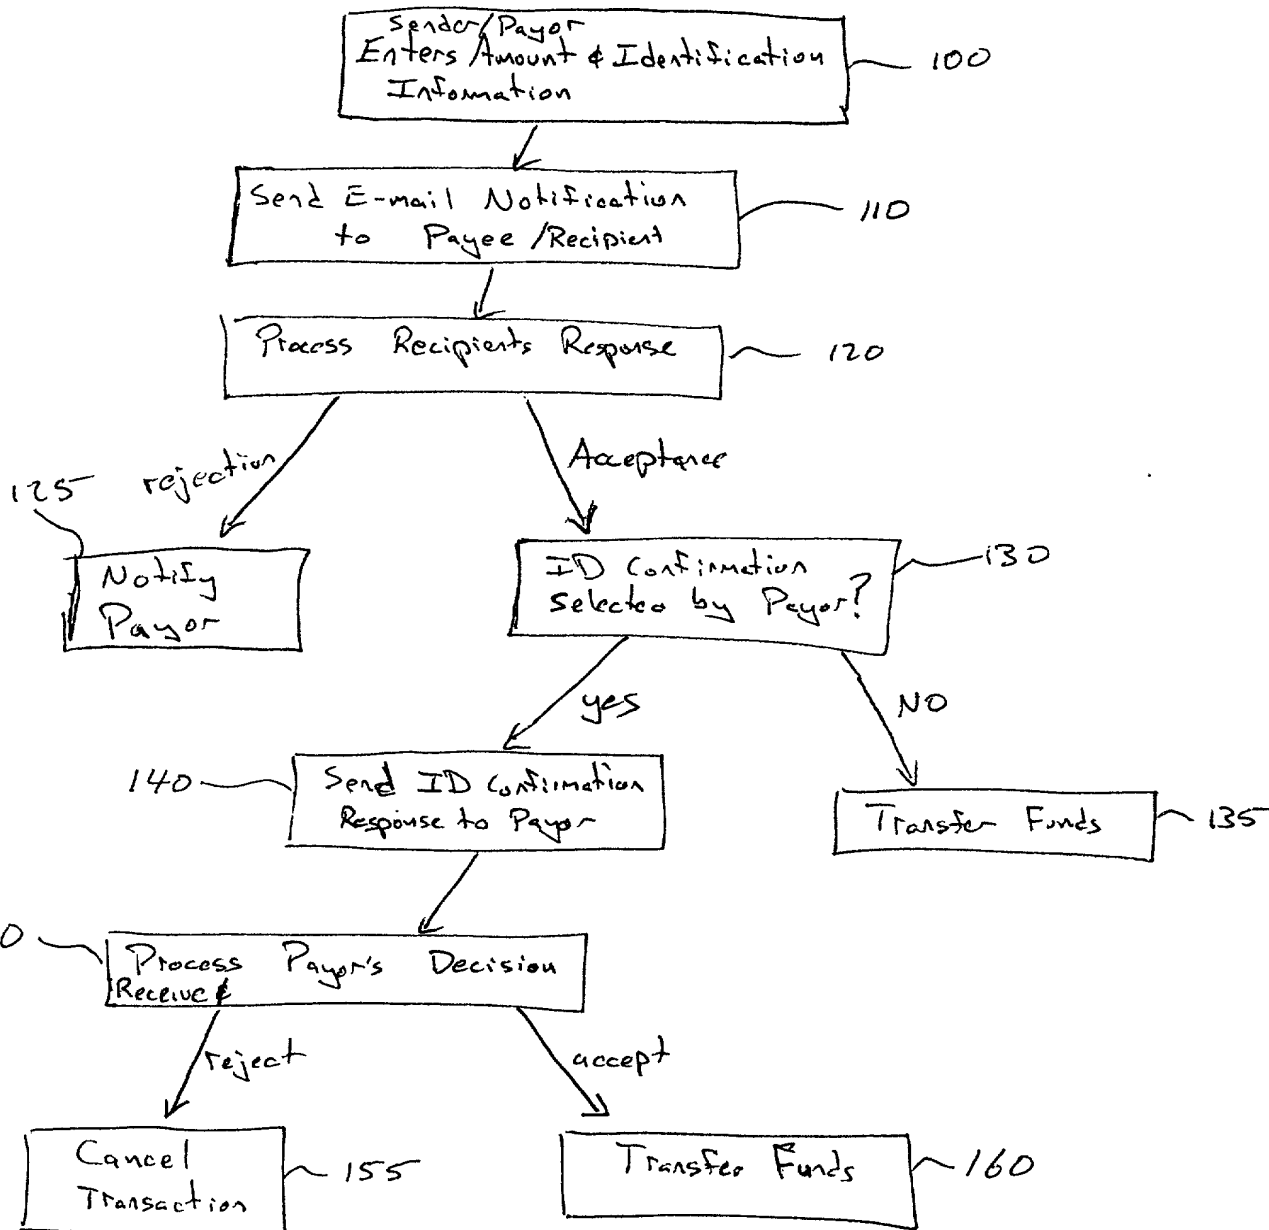 Sender/Payor
Enters Amount & Identification
Information
100
Send E-mail Notification
to Payee/Recipient
110
Process Recipients Response
120
rejection
Acceptance
125
Notify
Payor
ID Confirmation
Selected by Payor?
130
yes
NO
140
Send ID Confirmation
Response to Payor
Transfer Funds
135
0
Process Payor's Decision
Receive &
reject
accept
Cancel
Transaction
155
Transfer Funds
160